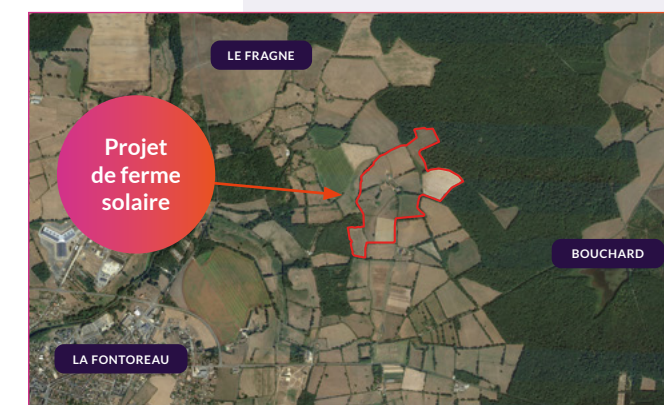 LE FRAGNE
Projet
de ferme
solaire
BOUCHARD
LA FONTOREAU